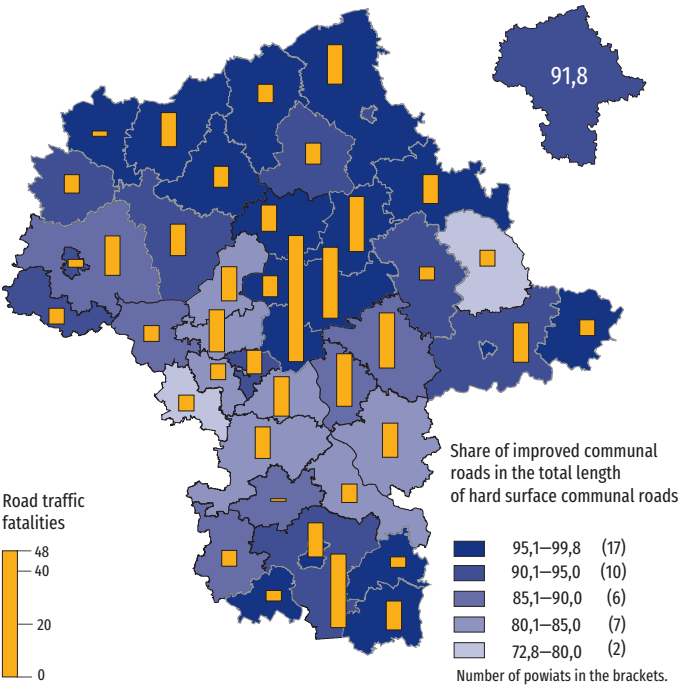 91,8
Share of improved communal
roads in the total length
of hard surface communal roads
95,1–99,8 (17)
90,1–95,0 (10)
85,1–90,0 (6)
80,1–85,0 (7)
72,8–80,0 (2)
Number of powiats in the brackets.
Road traffic
fatalities
48
40
20
0